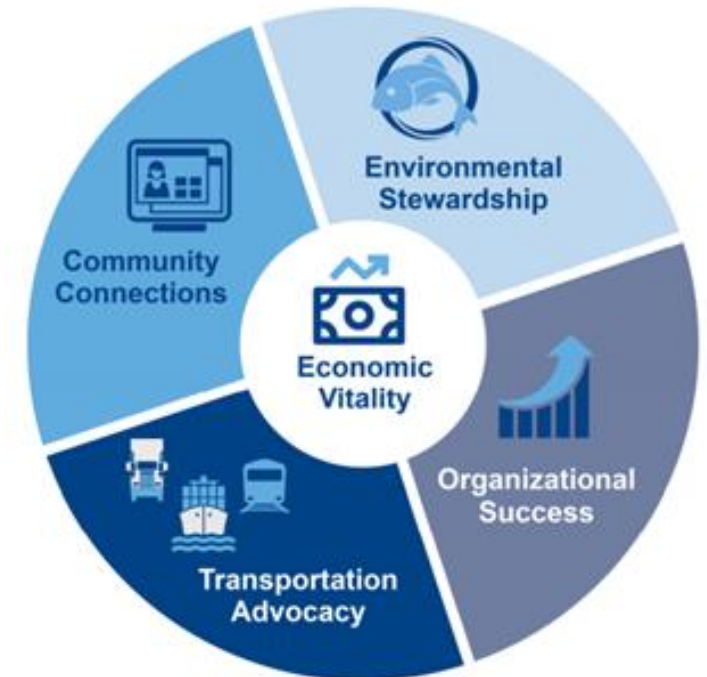 Environmental
Stewardship
Community
Connections
Economic
Vitality
Organizational
Success
Transportation
Advocacy